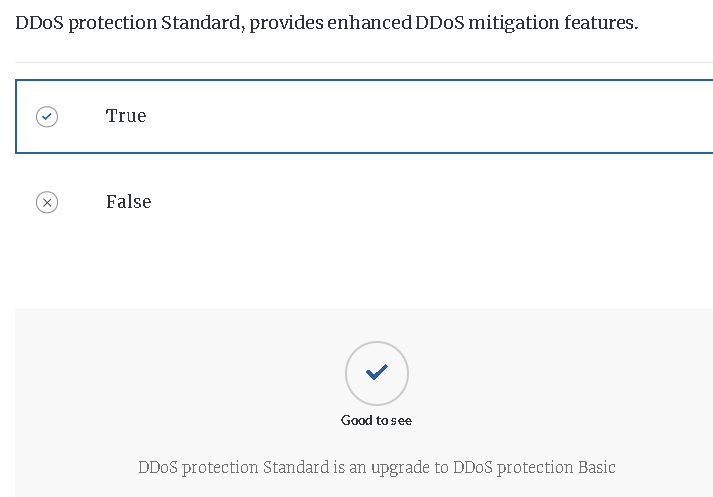 DDoS protection Standard, provides enhanced DDoS mitigation features.
True
False
Good to see
DDoS protection Standard is an upgrade to DDoS protection Basic